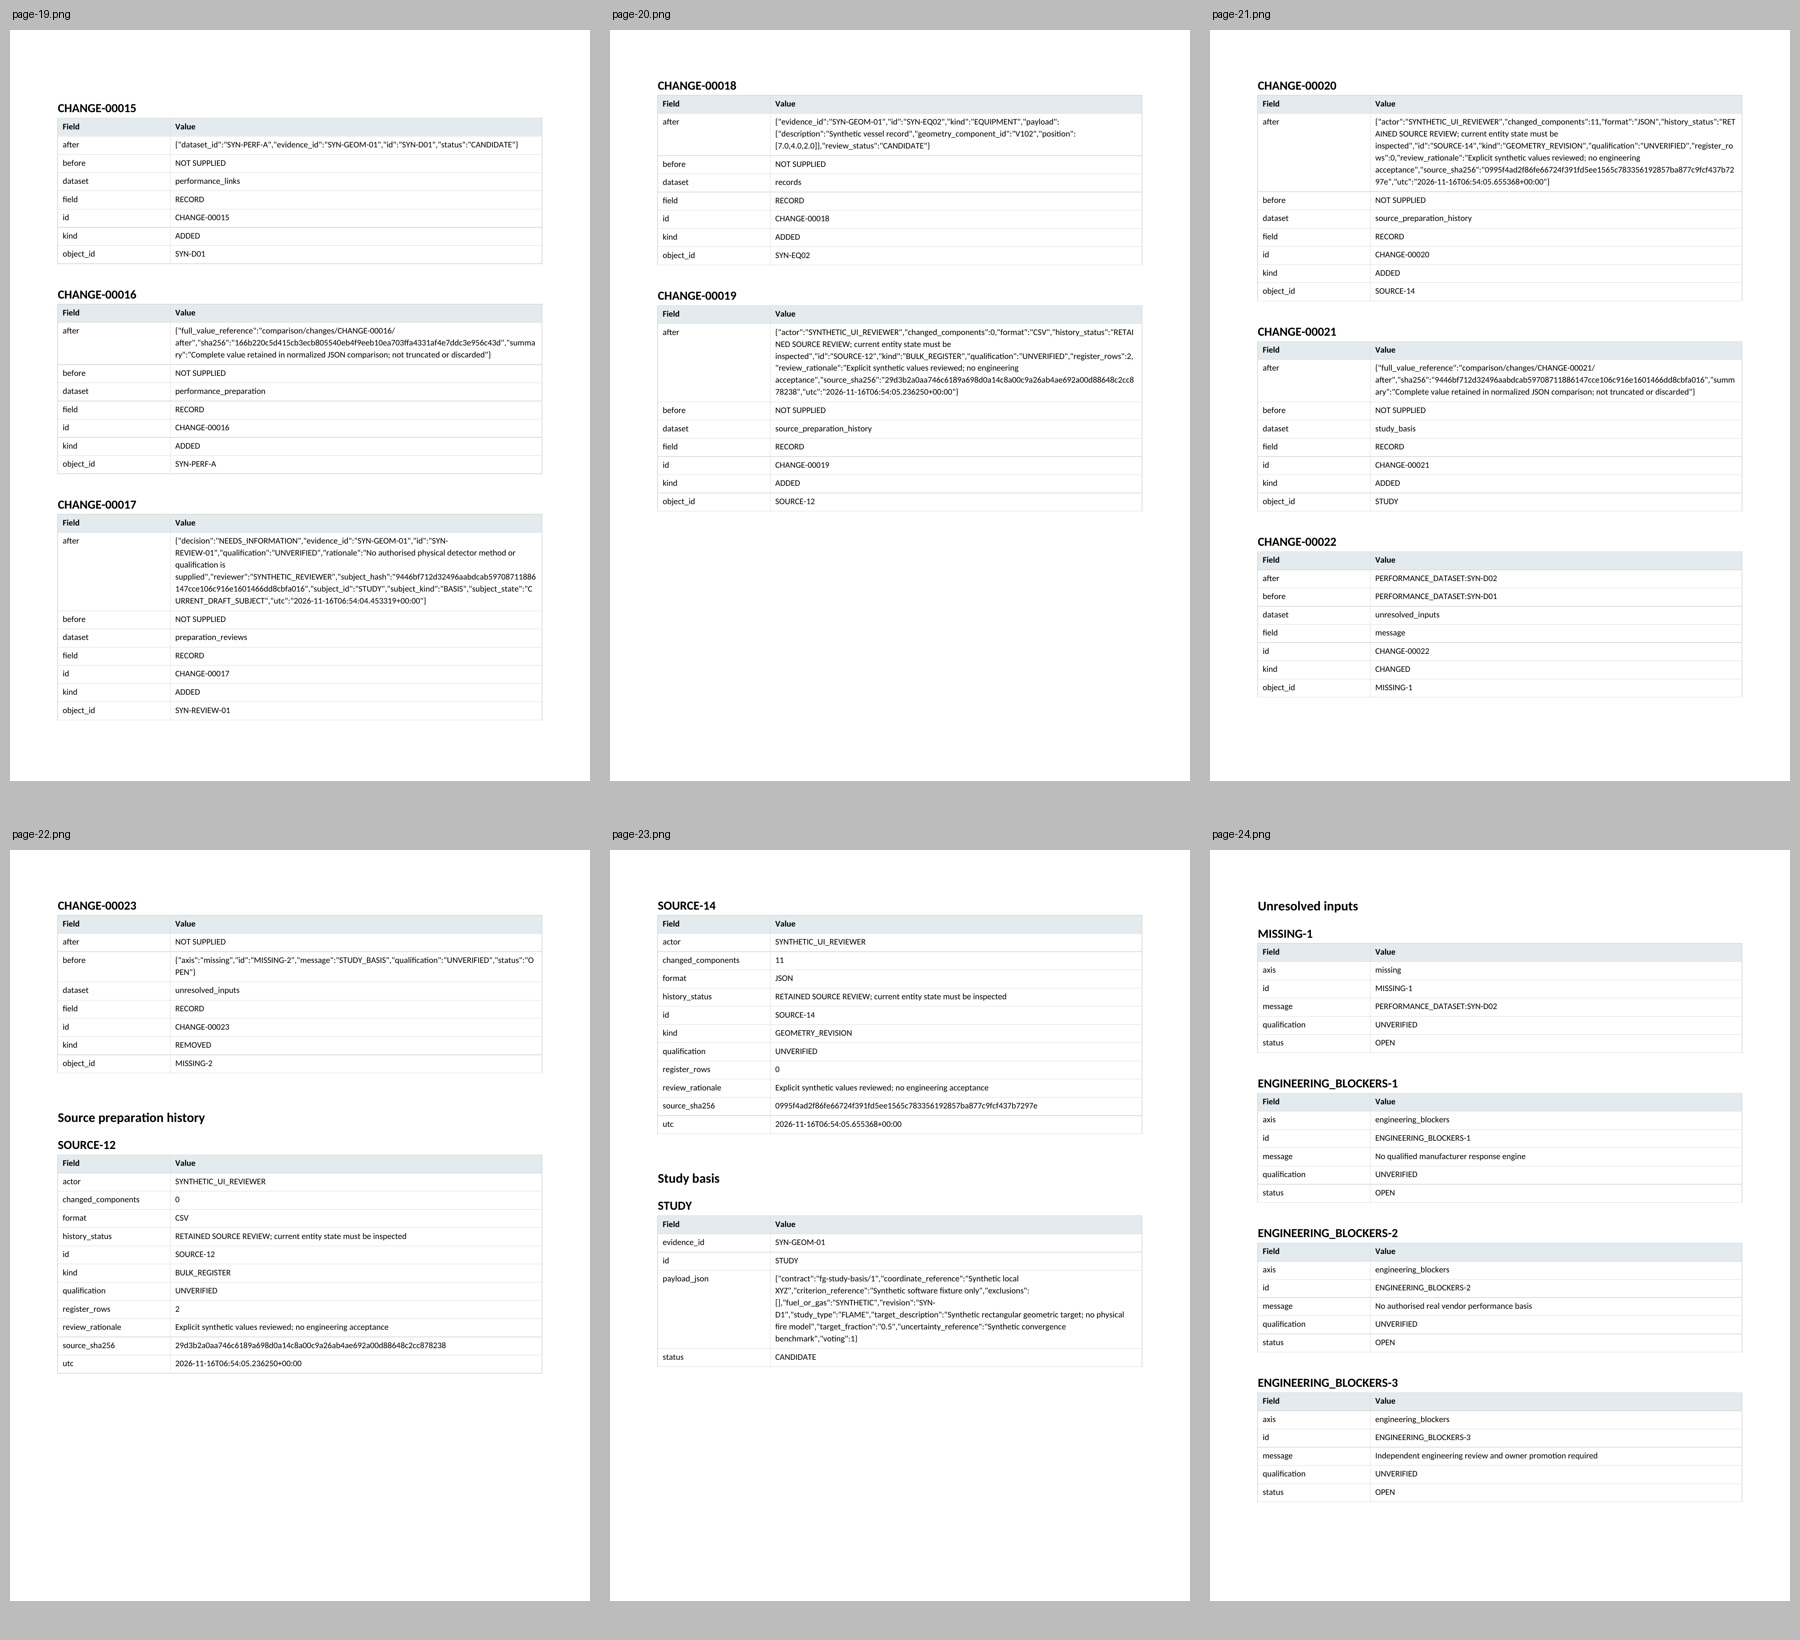 page-19.png
CHANGE-00015
Field Value
after {"dataset_id":"SYN-PERF-A","evidence_id":"SYN-GEOM-01","id":"SYN-D01","status":"CANDIDATE"}
before NOT SUPPLIED
dataset performance_links
field RECORD
id CHANGE-00015
kind ADDED
object_id SYN-D01
CHANGE-00016
Field Value
after {"full_value_reference":"comparison/changes/CHANGE-00016/
after","sha256":"166b220c5d415cb3ecb805540eb4f9eeb10ea703ffa4331af4e7ddc3e956c43d","summa
ry":"Complete value retained in normalized JSON comparison; not truncated or discarded"}
before NOT SUPPLIED
dataset performance_preparation
field RECORD
id CHANGE-00016
kind ADDED
object_id SYN-PERF-A
CHANGE-00017
Field Value
after {"decision":"NEEDS_INFORMATION","evidence_id":"SYN-GEOM-01","id":"SYN-
REVIEW-01","qualification":"UNVERIFIED","rationale":"No authorised physical detector method or
qualification is
supplied","reviewer":"SYNTHETIC_REVIEWER","subject_hash":"9446bf712d32496aabdcab59708711886
147cce106c916e1601466dd8cbfa016","subject_id":"STUDY","subject_kind":"BASIS","subject_state":"C
URRENT_DRAFT_SUBJECT","utc":"2026-11-16T06:54:04.453319+00:00"}
before NOT SUPPLIED
dataset preparation_reviews
field RECORD
id CHANGE-00017
kind ADDED
object_id SYN-REVIEW-01
page-20.png
CHANGE-00018
Field Value
after {"evidence_id":"SYN-GEOM-01","id":"SYN-EQ02","kind":"EQUIPMENT","payload":
{"description":"Synthetic vessel record","geometry_component_id":"V102","position":
[7.0,4.0,2.0]},"review_status":"CANDIDATE"}
before NOT SUPPLIED
dataset records
field RECORD
id CHANGE-00018
kind ADDED
object_id SYN-EQ02
CHANGE-00019
Field Value
after {"actor":"SYNTHETIC_UI_REVIEWER","changed_components":0,"format":"CSV","history_status":"RETAI
NED SOURCE REVIEW; current entity state must be
inspected","id":"SOURCE-12","kind":"BULK_REGISTER","qualification":"UNVERIFIED","register_rows":2,
"review_rationale":"Explicit synthetic values reviewed; no engineering
acceptance","source_sha256":"29d3b2a0aa746c6189a698d0a14c8a00c9a26ab4ae692a00d88648c2cc8
78238","utc":"2026-11-16T06:54:05.236250+00:00"}
before NOT SUPPLIED
dataset source_preparation_history
field RECORD
id CHANGE-00019
kind ADDED
object_id SOURCE-12
page-21.png
CHANGE-00020
Field Value
after {"actor":"SYNTHETIC_UI_REVIEWER","changed_components":11,"format":"JSON","history_status":"RET
AINED SOURCE REVIEW; current entity state must be
inspected","id":"SOURCE-14","kind":"GEOMETRY_REVISION","qualification":"UNVERIFIED","register_ro
ws":0,"review_rationale":"Explicit synthetic values reviewed; no engineering
acceptance","source_sha256":"0995f4ad2f86fe66724f391fd5ee1565c783356192857ba877c9fcf437b72
97e","utc":"2026-11-16T06:54:05.655368+00:00"}
before NOT SUPPLIED
dataset source_preparation_history
field RECORD
id CHANGE-00020
kind ADDED
object_id SOURCE-14
CHANGE-00021
Field Value
after {"full_value_reference":"comparison/changes/CHANGE-00021/
after","sha256":"9446bf712d32496aabdcab59708711886147cce106c916e1601466dd8cbfa016","summ
ary":"Complete value retained in normalized JSON comparison; not truncated or discarded"}
before NOT SUPPLIED
dataset study_basis
field RECORD
id CHANGE-00021
kind ADDED
object_id STUDY
CHANGE-00022
Field Value
after PERFORMANCE_DATASET:SYN-D02
before PERFORMANCE_DATASET:SYN-D01
dataset unresolved_inputs
field message
id CHANGE-00022
kind CHANGED
object_id MISSING-1
page-22.png
CHANGE-00023
Field Value
after NOT SUPPLIED
before {"axis":"missing","id":"MISSING-2","message":"STUDY_BASIS","qualification":"UNVERIFIED","status":"O
PEN"}
dataset unresolved_inputs
field RECORD
id CHANGE-00023
kind REMOVED
object_id MISSING-2
Source preparation history
SOURCE-12
Field Value
actor SYNTHETIC_UI_REVIEWER
changed_components 0
format CSV
history_status RETAINED SOURCE REVIEW; current entity state must be inspected
id SOURCE-12
kind BULK_REGISTER
qualification UNVERIFIED
register_rows 2
review_rationale Explicit synthetic values reviewed; no engineering acceptance
source_sha256 29d3b2a0aa746c6189a698d0a14c8a00c9a26ab4ae692a00d88648c2cc878238
utc 2026-11-16T06:54:05.236250+00:00
page-23.png
SOURCE-14
Field Value
actor SYNTHETIC_UI_REVIEWER
changed_components 11
format JSON
history_status RETAINED SOURCE REVIEW; current entity state must be inspected
id SOURCE-14
kind GEOMETRY_REVISION
qualification UNVERIFIED
register_rows 0
review_rationale Explicit synthetic values reviewed; no engineering acceptance
source_sha256 0995f4ad2f86fe66724f391fd5ee1565c783356192857ba877c9fcf437b7297e
utc 2026-11-16T06:54:05.655368+00:00
Study basis
STUDY
Field Value
evidence_id SYN-GEOM-01
id STUDY
payload_json {"contract":"fg-study-basis/1","coordinate_reference":"Synthetic local
XYZ","criterion_reference":"Synthetic software fixture only","exclusions":
[],"fuel_or_gas":"SYNTHETIC","revision":"SYN-
D1","study_type":"FLAME","target_description":"Synthetic rectangular geometric target; no physical
fire model","target_fraction":"0.5","uncertainty_reference":"Synthetic convergence
benchmark","voting":1}
status CANDIDATE
page-24.png
Unresolved inputs
MISSING-1
Field Value
axis missing
id MISSING-1
message PERFORMANCE_DATASET:SYN-D02
qualification UNVERIFIED
status OPEN
ENGINEERING_BLOCKERS-1
Field Value
axis engineering_blockers
id ENGINEERING_BLOCKERS-1
message No qualified manufacturer response engine
qualification UNVERIFIED
status OPEN
ENGINEERING_BLOCKERS-2
Field Value
axis engineering_blockers
id ENGINEERING_BLOCKERS-2
message No authorised real vendor performance basis
qualification UNVERIFIED
status OPEN
ENGINEERING_BLOCKERS-3
Field Value
axis engineering_blockers
id ENGINEERING_BLOCKERS-3
message Independent engineering review and owner promotion required
qualification UNVERIFIED
status OPEN